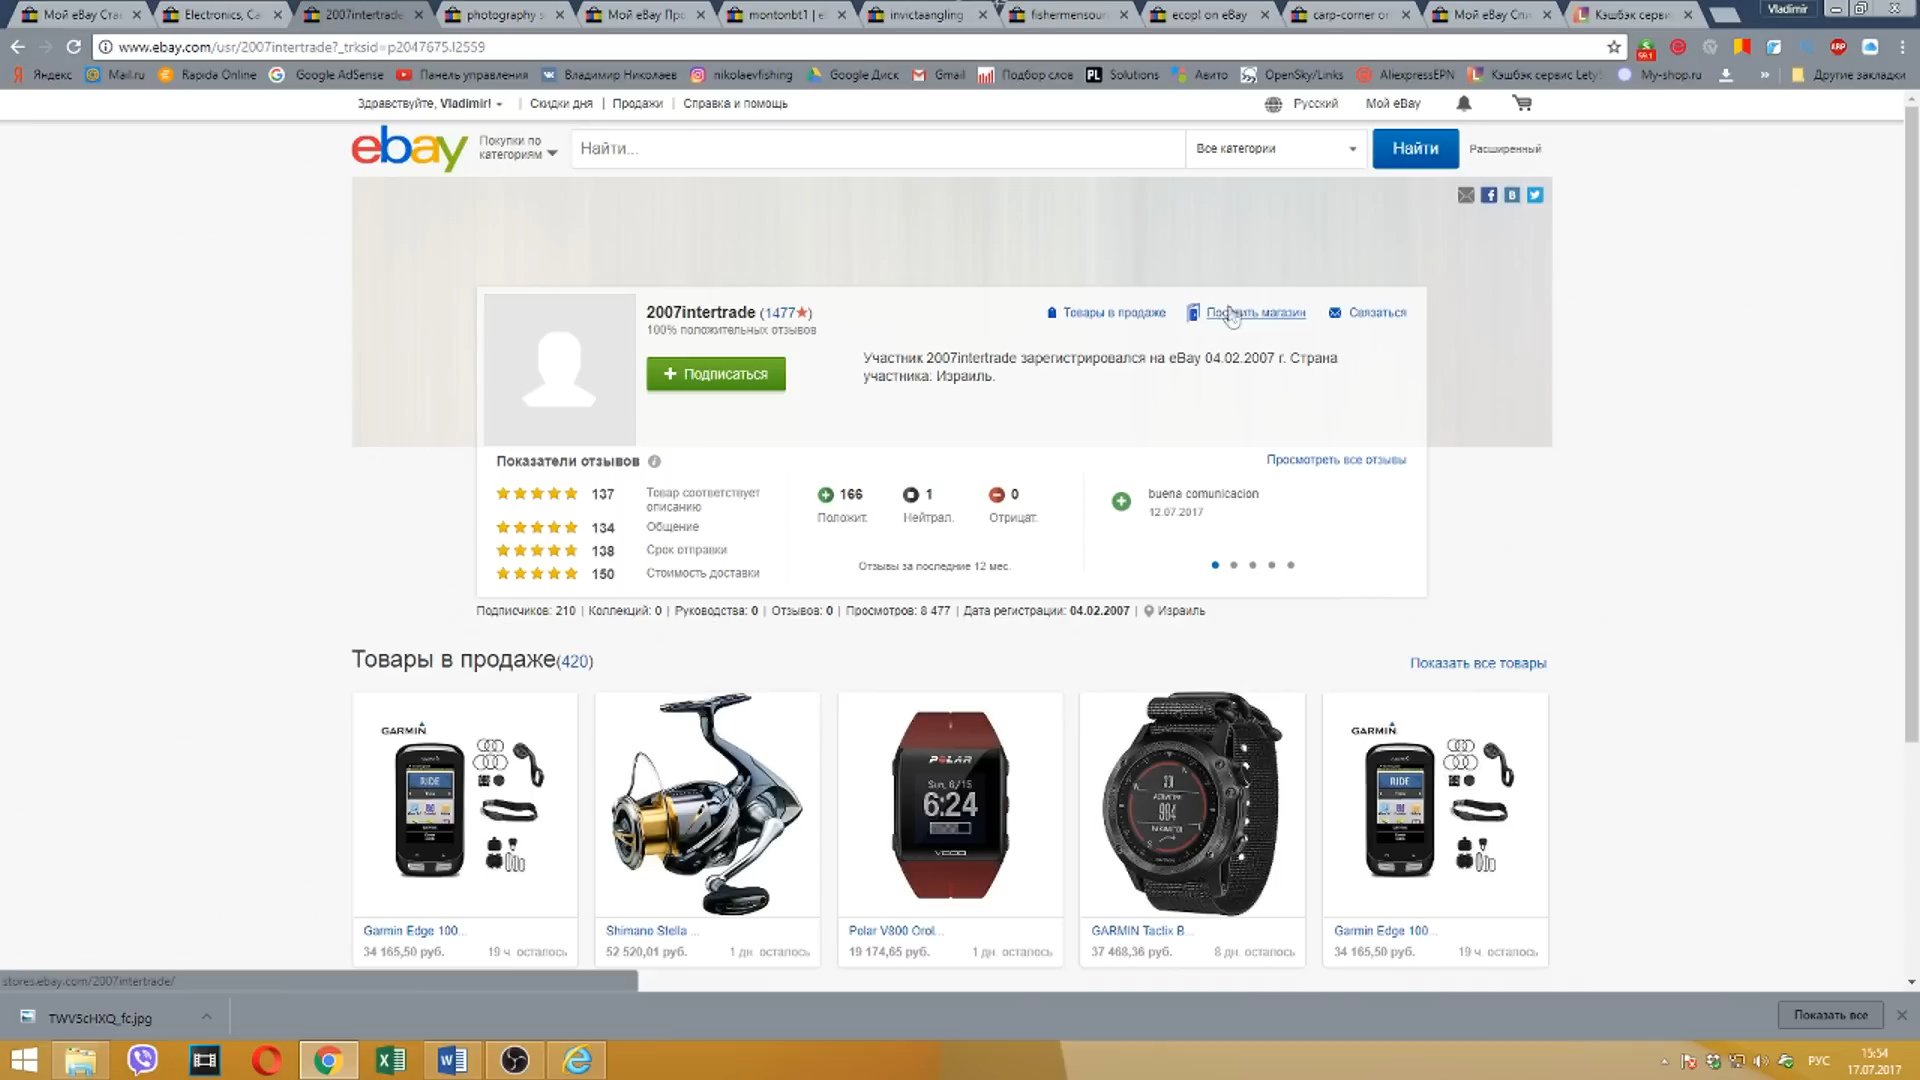 Мой eBay Ста
Electronics, Ca
2007intertrade
photography s
Мой eBay Про
montonbt1 | e
invictaangling
fishermensour
ecopl on eBay
carp-corner or
Мой eBay Спи
Кэшбэк серви
Vladimir
www.ebay.com/usr/2007intertrade?_trksid=p2047675.l2559
Яндекс
Mail.ru
Rapida Online
Google AdSense
Панель управления
Владимир Николаев
nikolaevfishing
Google Диск
Gmail
Подбор слов
Solutions
Авито
OpenSky/Links
AliexpressEPN
Кэшбэк сервис Lety
My-shop.ru
»
Другие закладки
Здравствуйте, Vladimir! | Скидки дня | Продажи | Справка и помощь
Русский
Мой eBay
ebay
Покупки по
категориям
Найти...
Все категории
Найти
Расширенный
2007intertrade (1477★)
100% положительных отзывов
Товары в продаже
магазин
Связаться
+ Подписаться
Участник 2007intertrade зарегистрировался на eBay 04.02.2007 г. Страна
участника: Израиль.
Показатели отзывов
Просмотреть все отзывы
137 Товар соответствует
описанию
134 Общение
138 Срок отправки
150 Стоимость доставки
166
Положит.
1
Нейтрал.
0
Отрицат.
Отзывы за последние 12 мес.
buena comunicacion
12.07.2017
Подписчиков: 210 | Коллекций: 0 | Руководства: 0 | Отзывов: 0 | Просмотров: 8 477 | Дата регистрации: 04.02.2007 | Израиль
Товары в продаже(420)
Показать все товары
GARMIN
RIDE
POLAR
Sun, 6/15
6:24
V800
984
GARMIN
RIDE
Garmin Edge 100...
34 165,50 руб. 19 ч. осталось
Shimano Stella ...
52 520,01 руб. 1 дн. осталось
Polar V800 Orol...
19 174,65 руб. 1 дн. осталось
GARMIN Tactix B...
37 468,36 руб. 8 дн. осталось
Garmin Edge 100...
34 165,50 руб. 19 ч. осталось
stores.ebay.com/2007intertrade/
TWV5cHXQ_fc.jpg
Показать все
РУС
15:54
17.07.2017